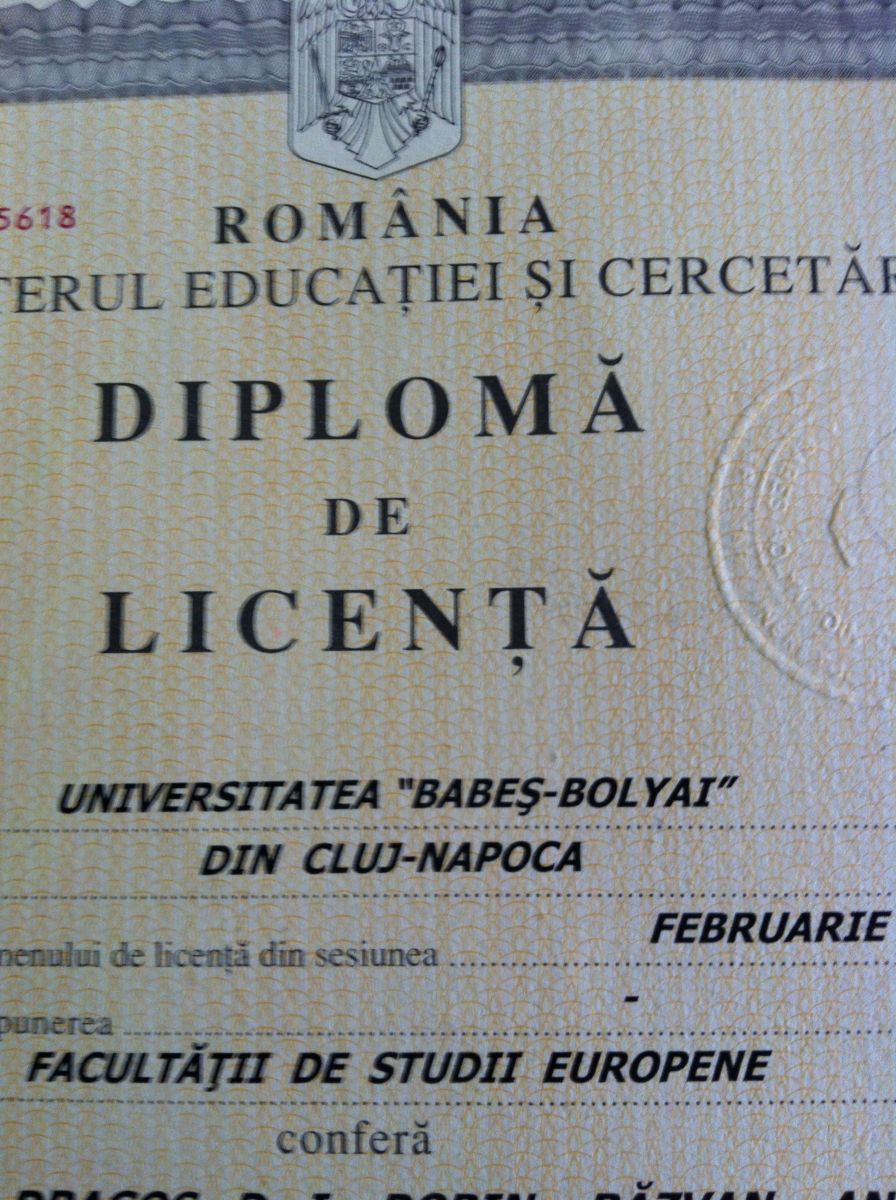 5618
ROMÂNIA
TERUL EDUCAȚIEI ȘI CERCETĂR
DIPLOMĂ
DE
LICENȚĂ
UNIVERSITATEA "BABEŞ-BOLYAI”
DIN CLUJ-NAPOCA
FEBRUARIE
menului de licență din sesiunea
-
punerea
FACULTĂŢII DE STUDII EUROPENE
conferă